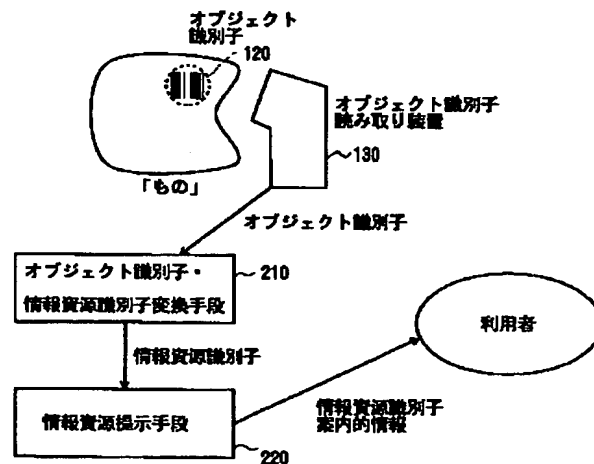 オブジェクト
識別子
120
オブジェクト識別子
読み取り装置
130
「もの」
オブジェクト識別子
オブジェクト識別子・
情報資源識別子変換手段
210
利用者
情報資源識別子
情報資源提示手段
情報資源識別子
案内的情報
220